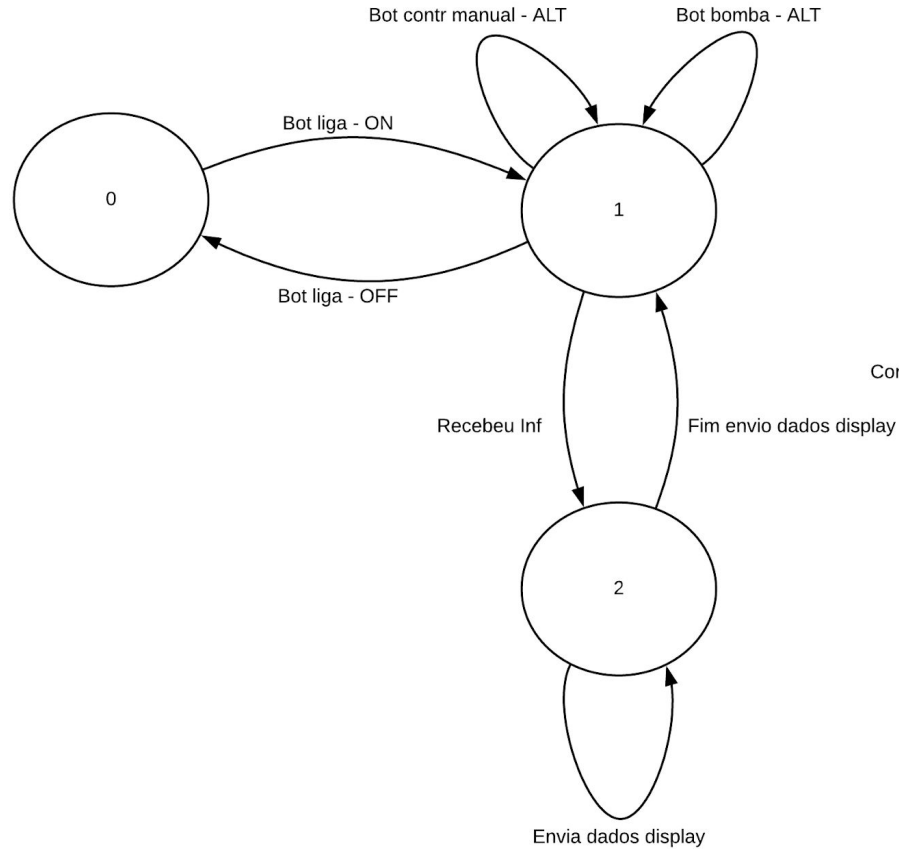 Bot contr manual - ALT
Bot bomba - ALT
Bot liga - ON
0
1
Bot liga - OFF
Recebeu Inf
Fim envio dados display
2
Envia dados display